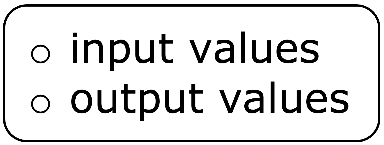 ○ input values
○ output values